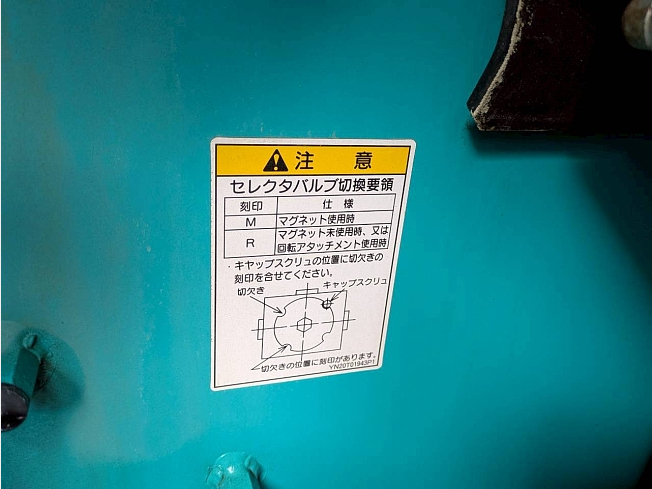 注 意
セレクタバルブ切換要領
刻印 仕 様
M マグネット使用時
R マグネット未使用時、又は
回転アタッチメント使用時
・キャップスクリュの位置に切欠きの
刻印を合せてください。
切欠き キャップスクリュ
切欠きの位置に刻印があります。
YN20T01943P1